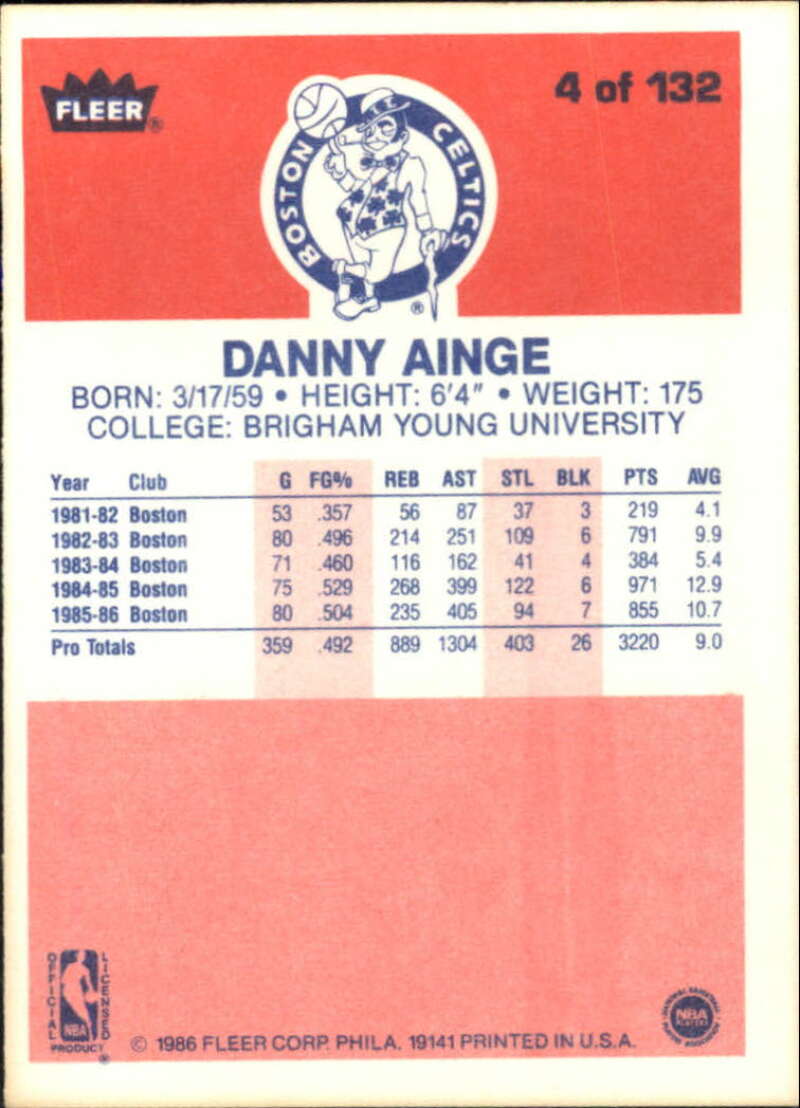 FLEER®
4 of 132
BOSTON CELTICS
®
DANNY AINGE
BORN: 3/17/59 • HEIGHT: 6'4" • WEIGHT: 175
COLLEGE: BRIGHAM YOUNG UNIVERSITY
Year Club G FG% REB AST STL BLK PTS AVG
1981-82 Boston 53 .357 56 87 37 3 219 4.1
1982-83 Boston 80 .496 214 251 109 6 791 9.9
1983-84 Boston 71 .460 116 162 41 4 384 5.4
1984-85 Boston 75 .529 268 399 122 6 971 12.9
1985-86 Boston 80 .504 235 405 94 7 855 10.7
Pro Totals 359 .492 889 1304 403 26 3220 9.0
OFFICIAL LICENSED
NBA
PRODUCT ®
© 1986 FLEER CORP. PHILA. 19141 PRINTED IN U.S.A.
NATIONAL BASKETBALL
NBA
PLAYERS
ASSOCIATION